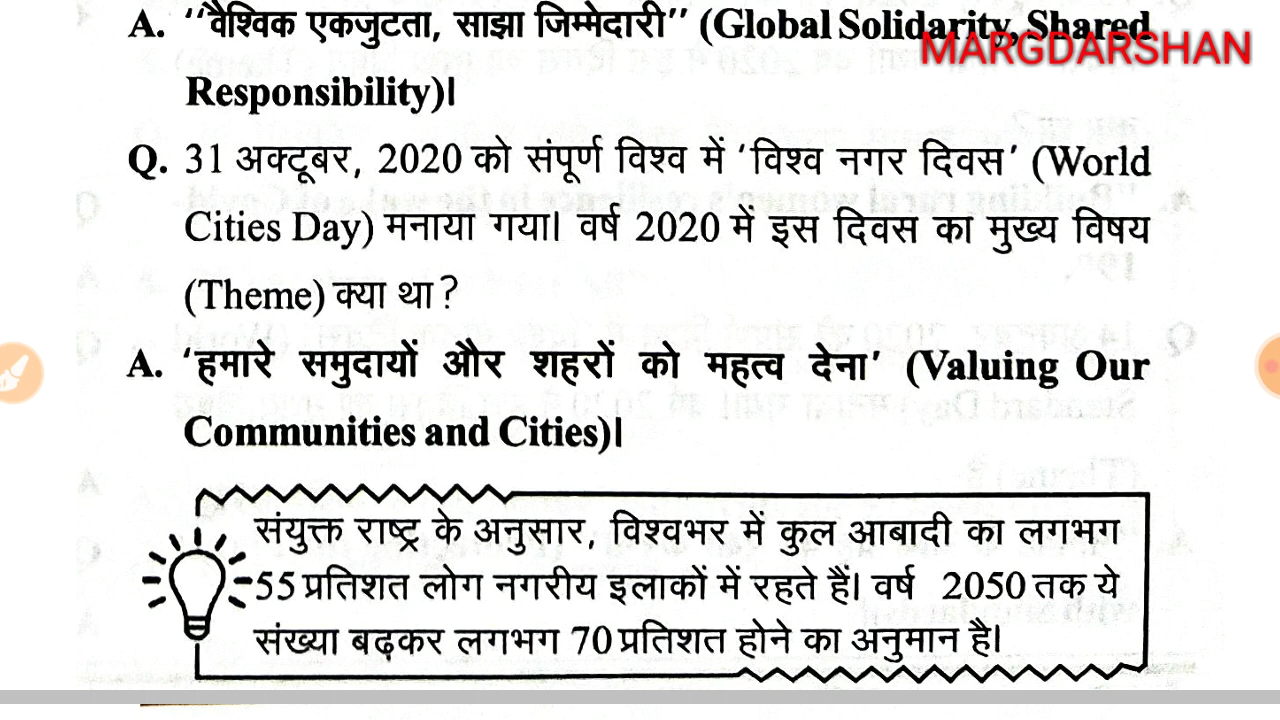 A. ‘‘वैश्विक एकजुटता, साझा जिम्मेदारी’’ (Global Solidarity, Shared
MARGDARSHAN
Responsibility)।
Q. 31 अक्टूबर, 2020 को संपूर्ण विश्व में ‘विश्व नगर दिवस’ (World
Cities Day) मनाया गया। वर्ष 2020 में इस दिवस का मुख्य विषय
(Theme) क्या था?
A. ‘हमारे समुदायों और शहरों को महत्व देना’ (Valuing Our
Communities and Cities)।
संयुक्त राष्ट्र के अनुसार, विश्वभर में कुल आबादी का लगभग
55 प्रतिशत लोग नगरीय इलाकों में रहते हैं। वर्ष 2050 तक ये
संख्या बढ़कर लगभग 70 प्रतिशत होने का अनुमान है।